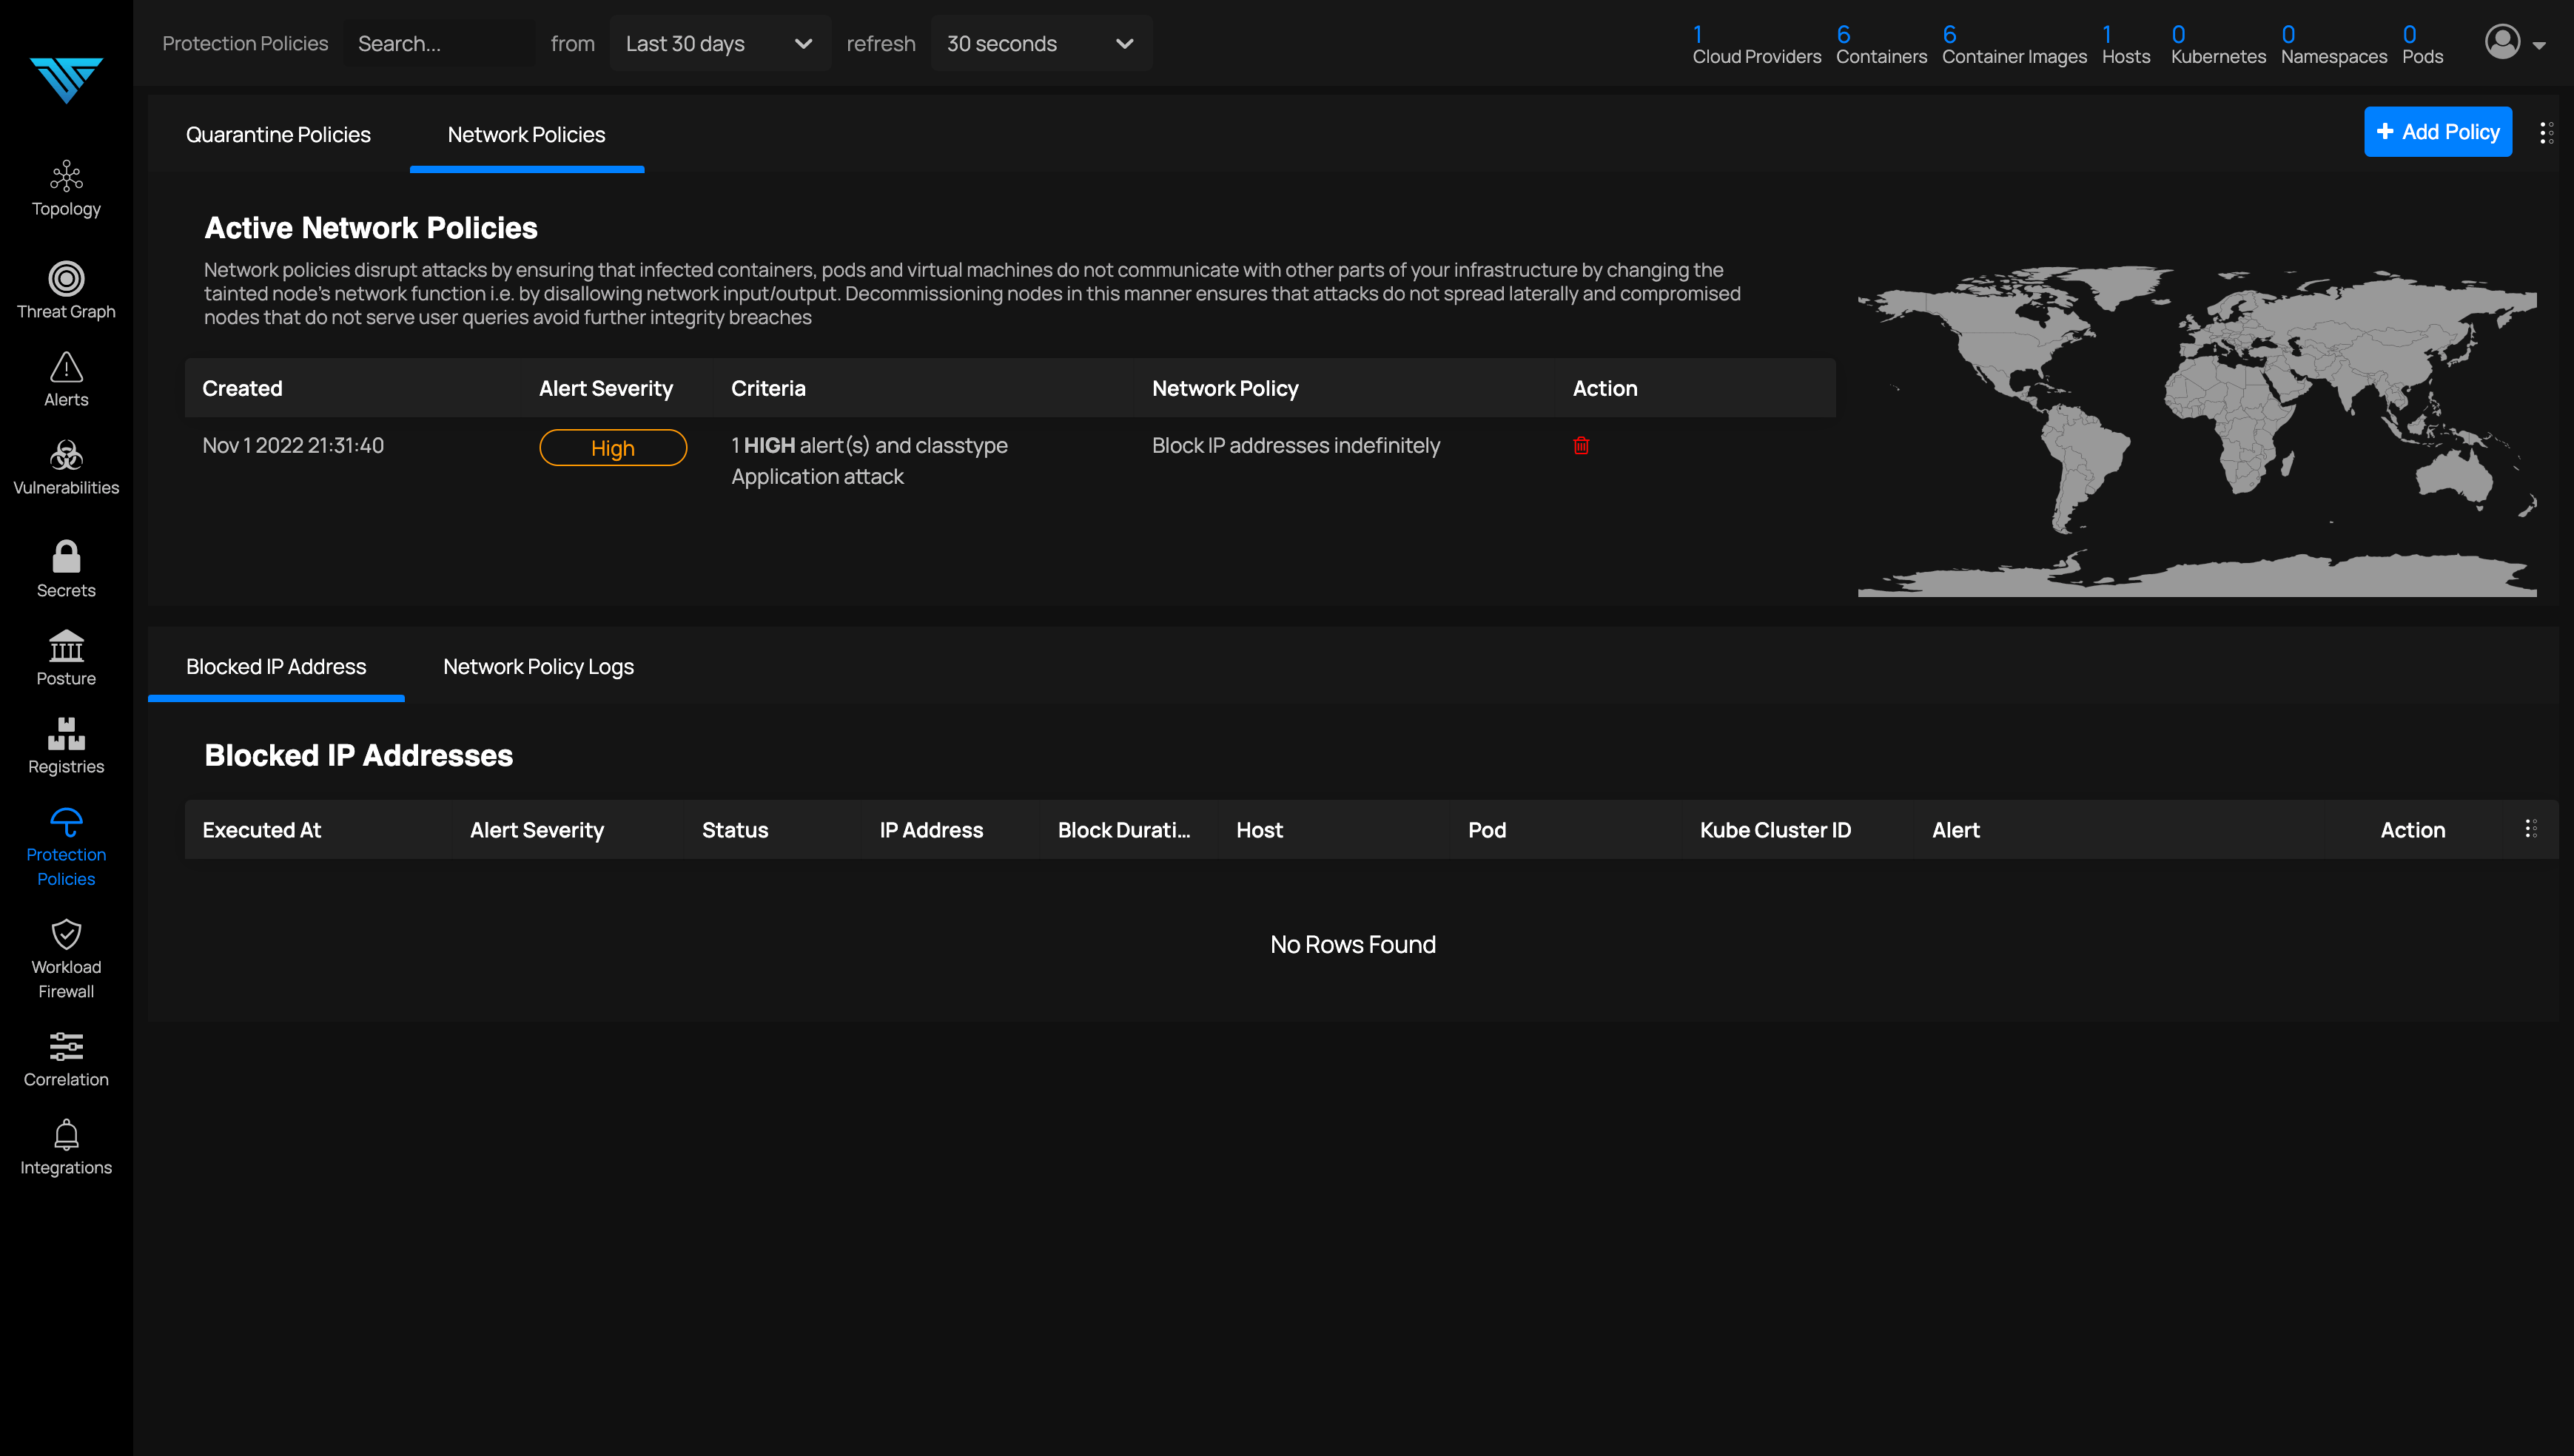 Protection Policies
Search...
from
Last 30 days
refresh
30 seconds
1
Cloud Providers
6
Containers
6
Container Images
1
Hosts
0
Kubernetes
0
Namespaces
0
Pods
Topology
Threat Graph
Alerts
Vulnerabilities
Secrets
Posture
Registries
Protection
Policies
Workload
Firewall
Correlation
Integrations
Quarantine Policies
Network Policies
+ Add Policy
Active Network Policies
Network policies disrupt attacks by ensuring that infected containers, pods and virtual machines do not communicate with other parts of your infrastructure by changing the
tainted node's network function i.e. by disallowing network input/output. Decommissioning nodes in this manner ensures that attacks do not spread laterally and compromised
nodes that do not serve user queries avoid further integrity breaches
Created
Alert Severity
Criteria
Network Policy
Action
Nov 1 2022 21:31:40
High
1 HIGH alert(s) and classtype
Application attack
Block IP addresses indefinitely
Blocked IP Address
Network Policy Logs
Blocked IP Addresses
Executed At
Alert Severity
Status
IP Address
Block Durati...
Host
Pod
Kube Cluster ID
Alert
Action
No Rows Found